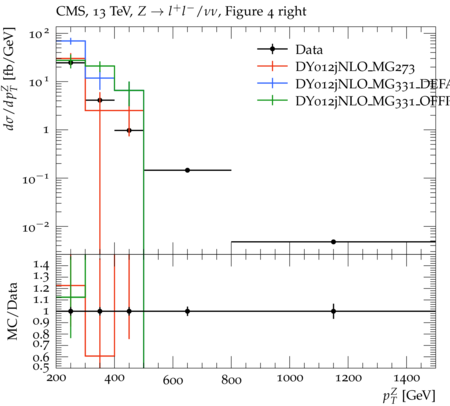 CMS, 13 TeV, Z → l⁺l⁻/νν, Figure 4 right
dσ/dp_T^Z [fb/GeV]
10²
10¹
1
10⁻¹
10⁻²
Data
DY012jNLO_MG273
DY012jNLO_MG331_DEFA
DY012jNLO_MG331_OFFI
MC/Data
1.4
1.3
1.2
1.1
1
0.9
0.8
0.7
0.6
0.5
200 400 600 800 1000 1200 1400
p_T^Z [GeV]